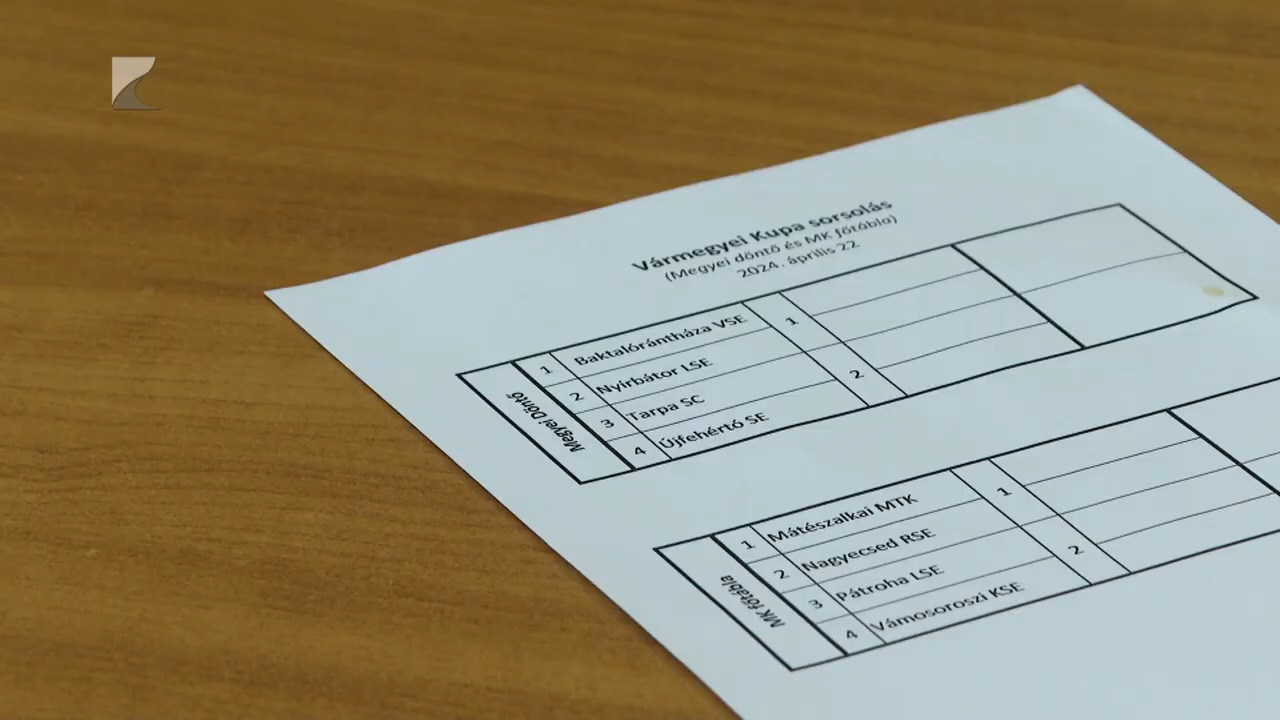 Vármegyei Kupa sorsolás
(Megyei döntő és MK főtábla)
2024. április 22
Megyei Döntő
1 Baktalórántháza VSE
2 Nyírbátor LSE
3 Tarpa SC
4 Újfehértó SE
1
2
MK főtábla
1 Mátészalkai MTK
2 Nagyecsed RSE
3 Pátroha LSE
4 Vámosoroszi KSE
1
2